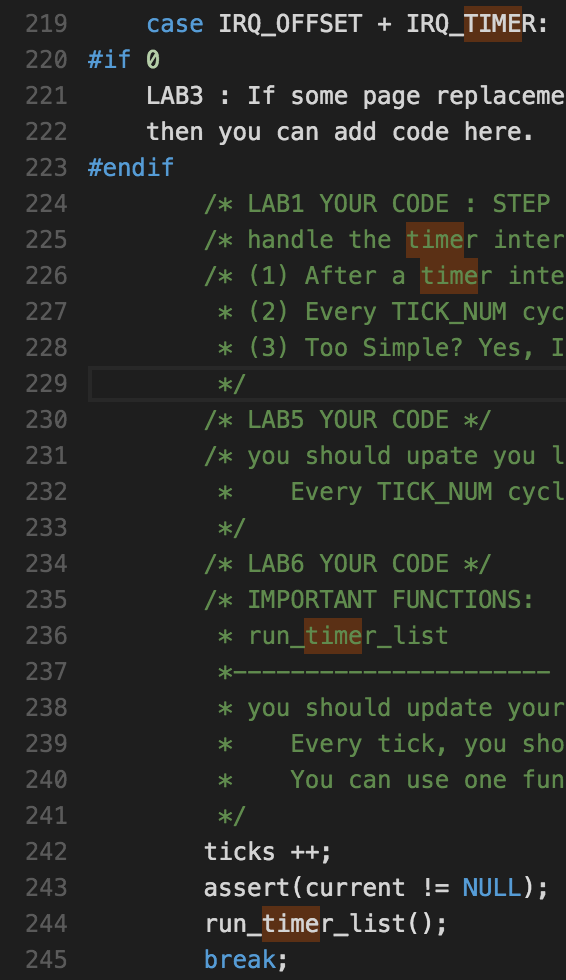 219 case IRQ_OFFSET + IRQ_TIMER:
220 #if 0
221 LAB3 : If some page replaceme
222 then you can add code here.
223 #endif
224 /* LAB1 YOUR CODE : STEP
225 /* handle the timer inter
226 /* (1) After a timer inte
227 * (2) Every TICK_NUM cyc
228 * (3) Too Simple? Yes, I
229 */
230 /* LAB5 YOUR CODE */
231 /* you should upate you l
232 *    Every TICK_NUM cycl
233 */
234 /* LAB6 YOUR CODE */
235 /* IMPORTANT FUNCTIONS:
236 * run_timer_list
237 *----------------------
238 * you should update your
239 *    Every tick, you sho
240 *    You can use one fun
241 */
242 ticks ++;
243 assert(current != NULL);
244 run_timer_list();
245 break;